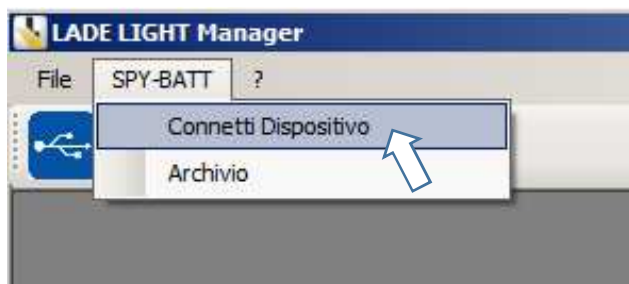 LADE LIGHT Manager
File SPY-BATT ?
Connetti Dispositivo
Archivio